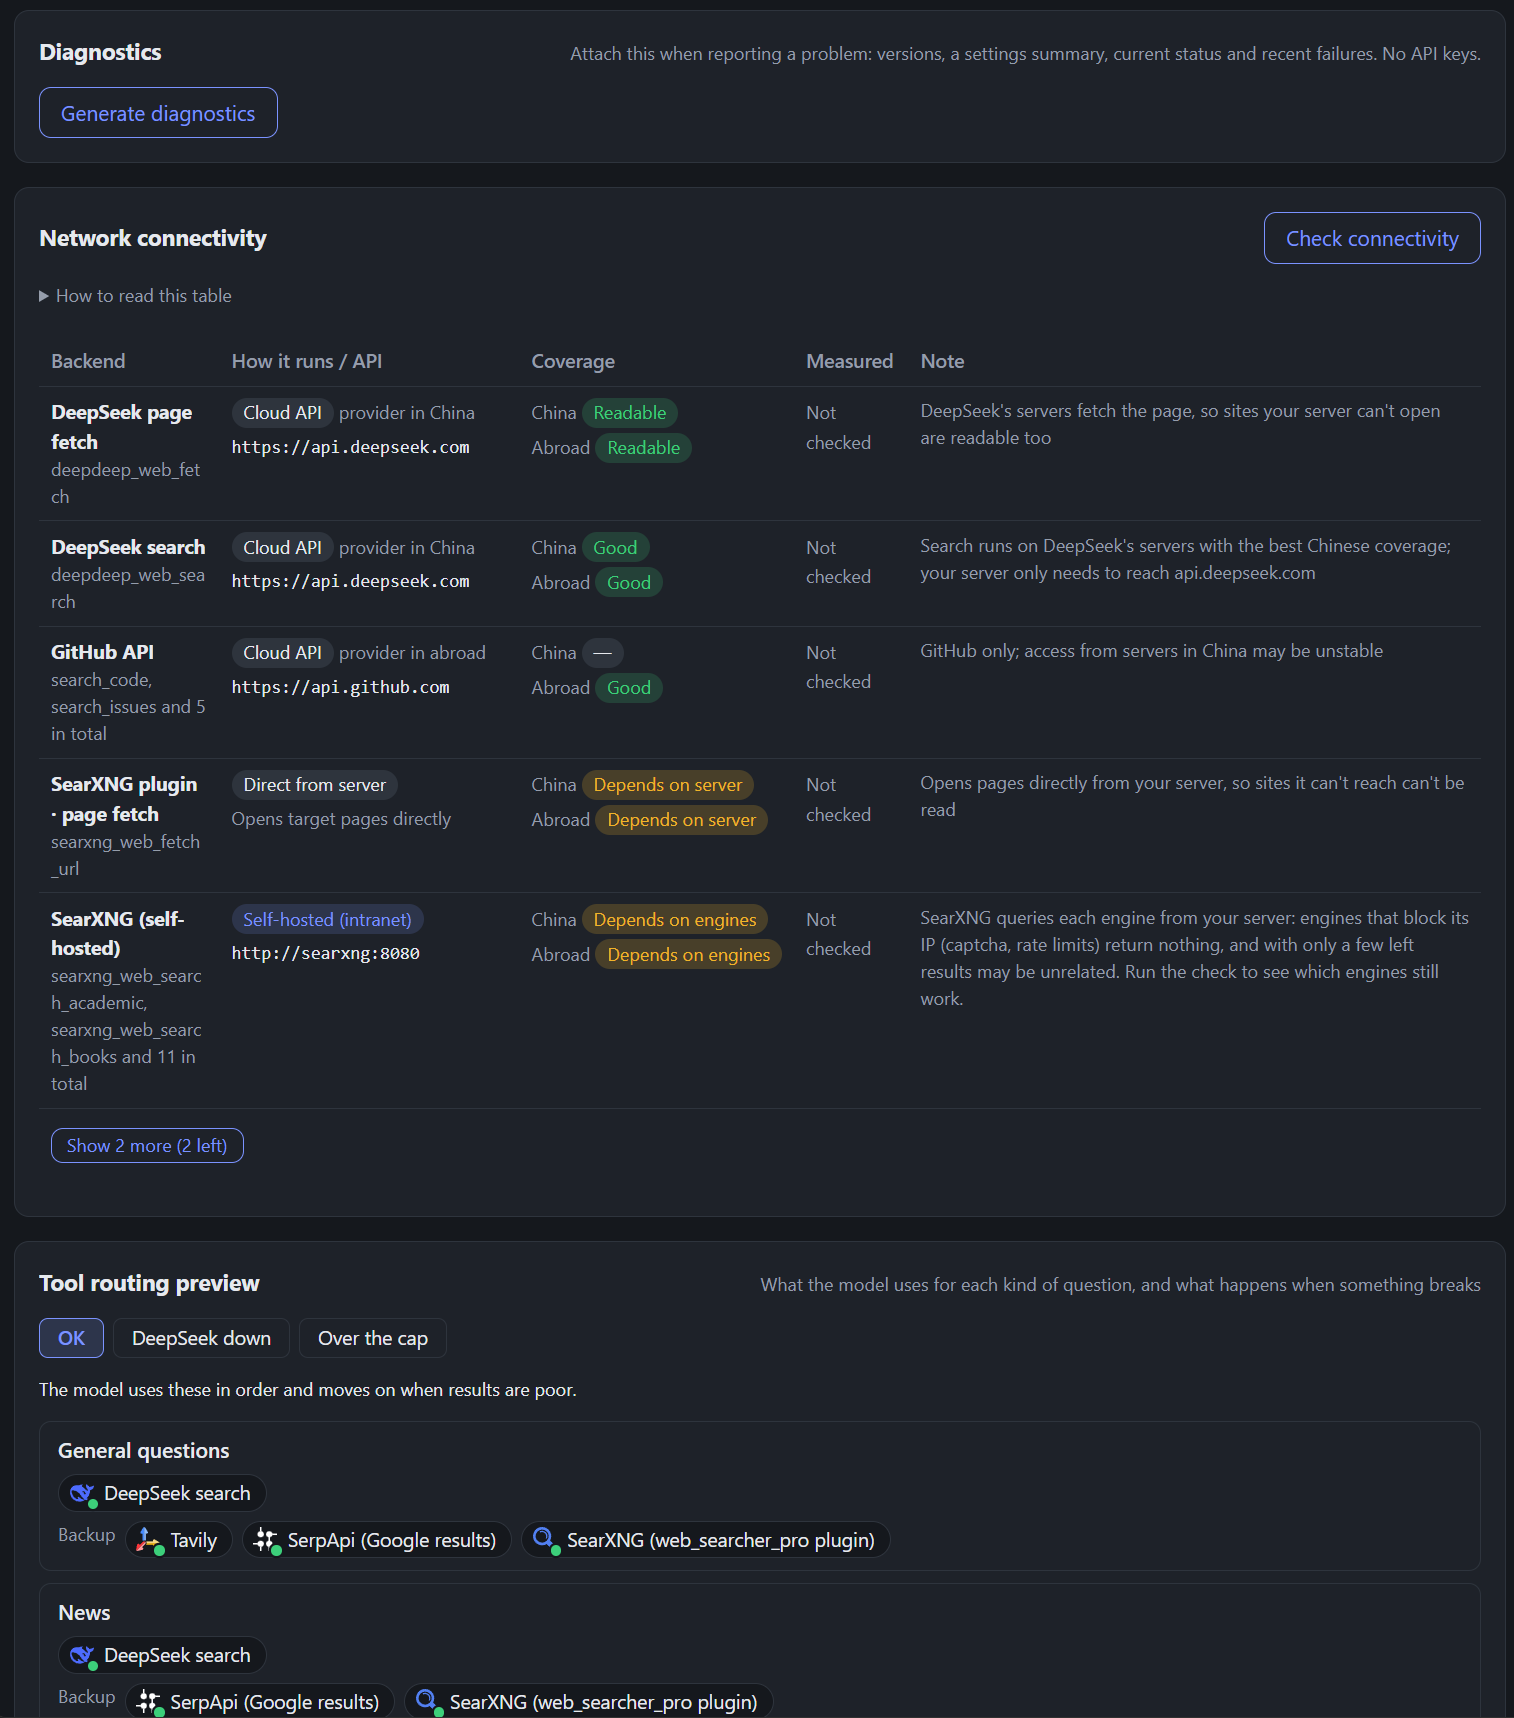 Diagnostics
Attach this when reporting a problem: versions, a settings summary, current status and recent failures. No API keys.
Generate diagnostics
Network connectivity
Check connectivity
How to read this table
Backend
How it runs / API
Coverage
Measured
Note
DeepSeek page
fetch
deepdeep_web_fet
ch
Cloud API provider in China
https://api.deepseek.com
China Readable
Abroad Readable
Not
checked
DeepSeek's servers fetch the page, so sites your server can't open
are readable too
DeepSeek search
deepdeep_web_sea
rch
Cloud API provider in China
https://api.deepseek.com
China Good
Abroad Good
Not
checked
Search runs on DeepSeek's servers with the best Chinese coverage;
your server only needs to reach api.deepseek.com
GitHub API
search_code,
search_issues and 5
in total
Cloud API provider in abroad
https://api.github.com
China —
Abroad Good
Not
checked
GitHub only; access from servers in China may be unstable
SearXNG plugin
· page fetch
searxng_web_fetch
_url
Direct from server
Opens target pages directly
China Depends on server
Abroad Depends on server
Not
checked
Opens pages directly from your server, so sites it can't reach can't be
read
SearXNG (self-
hosted)
searxng_web_searc
h_academic,
searxng_web_searc
h_books and 11 in
total
Self-hosted (intranet)
http://searxng:8080
China Depends on engines
Abroad Depends on engines
Not
checked
SearXNG queries each engine from your server: engines that block its
IP (captcha, rate limits) return nothing, and with only a few left
results may be unrelated. Run the check to see which engines still
work.
Show 2 more (2 left)
Tool routing preview
What the model uses for each kind of question, and what happens when something breaks
OK
DeepSeek down
Over the cap
The model uses these in order and moves on when results are poor.
General questions
DeepSeek search
Backup Tavily SerpApi (Google results) SearXNG (web_searcher_pro plugin)
News
DeepSeek search
Backup SerpApi (Google results) SearXNG (web_searcher_pro plugin)